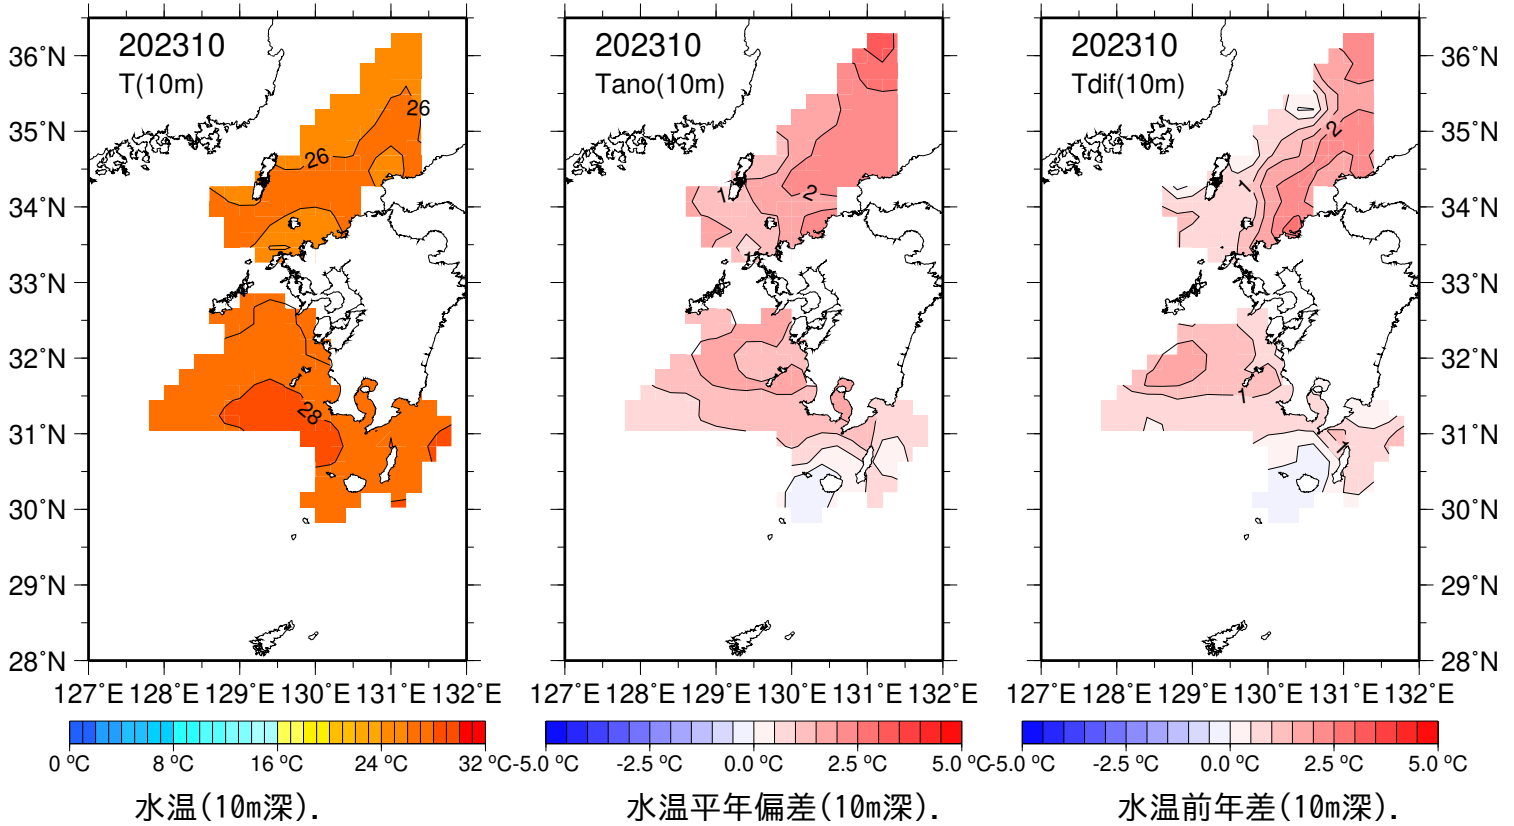 202310
T(10m)
36°N
35°N
34°N
33°N
32°N
31°N
30°N
29°N
28°N
26
26
28
127°E 128°E 129°E 130°E 131°E 132°E
0 °C 8 °C 16 °C 24 °C 32 °C
水温(10m深).
202310
Tano(10m)
1
2
127°E 128°E 129°E 130°E 131°E 132°E
-5.0 °C -2.5 °C 0.0 °C 2.5 °C 5.0 °C
水温平年偏差(10m深).
202310
Tdif(10m)
2
1
1
1
36°N
35°N
34°N
33°N
32°N
31°N
30°N
29°N
28°N
127°E 128°E 129°E 130°E 131°E 132°E
-5.0 °C -2.5 °C 0.0 °C 2.5 °C 5.0 °C
水温前年差(10m深).